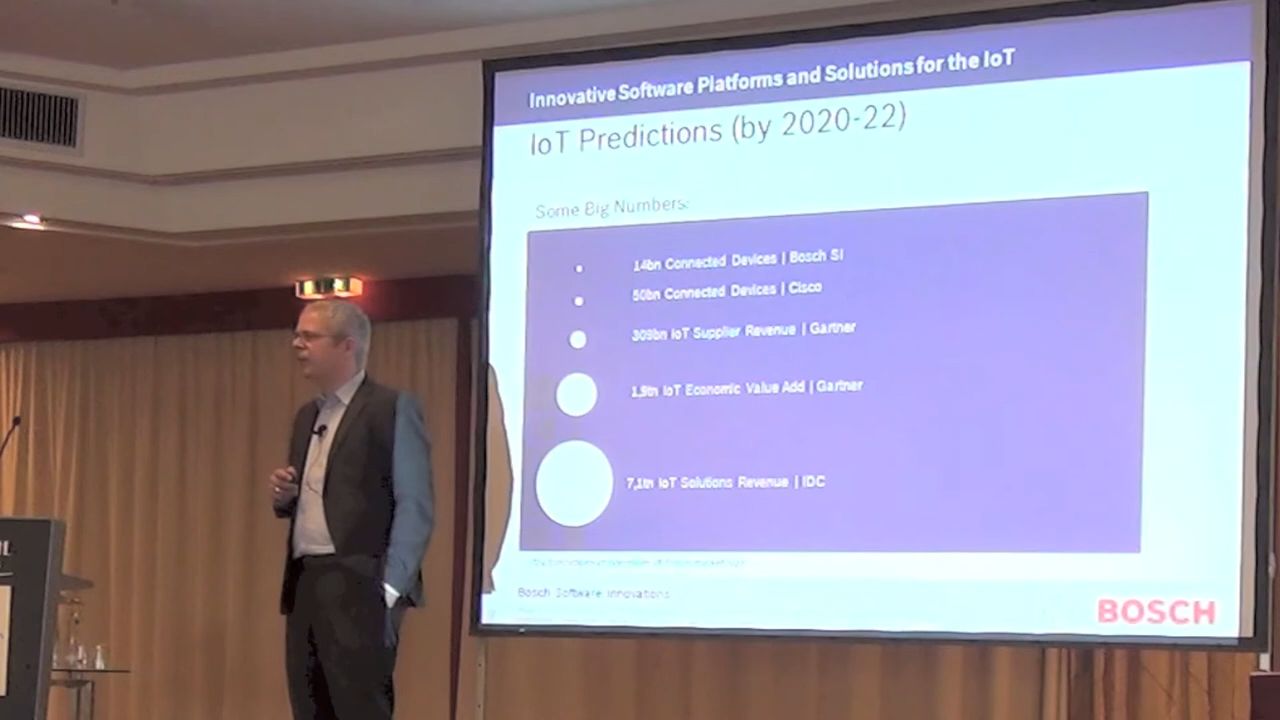 Innovative Software Platforms and Solutions for the IoT
IoT Predictions (by 2020-22)
Some Big Numbers:
14bn Connected Devices | Bosch SI
50bn Connected Devices | Cisco
309bn IoT Supplier Revenue | Gartner
1,9tn IoT Economic Value Add | Gartner
7,1tn IoT Solutions Revenue | IDC
Bosch Software Innovations
BOSCH